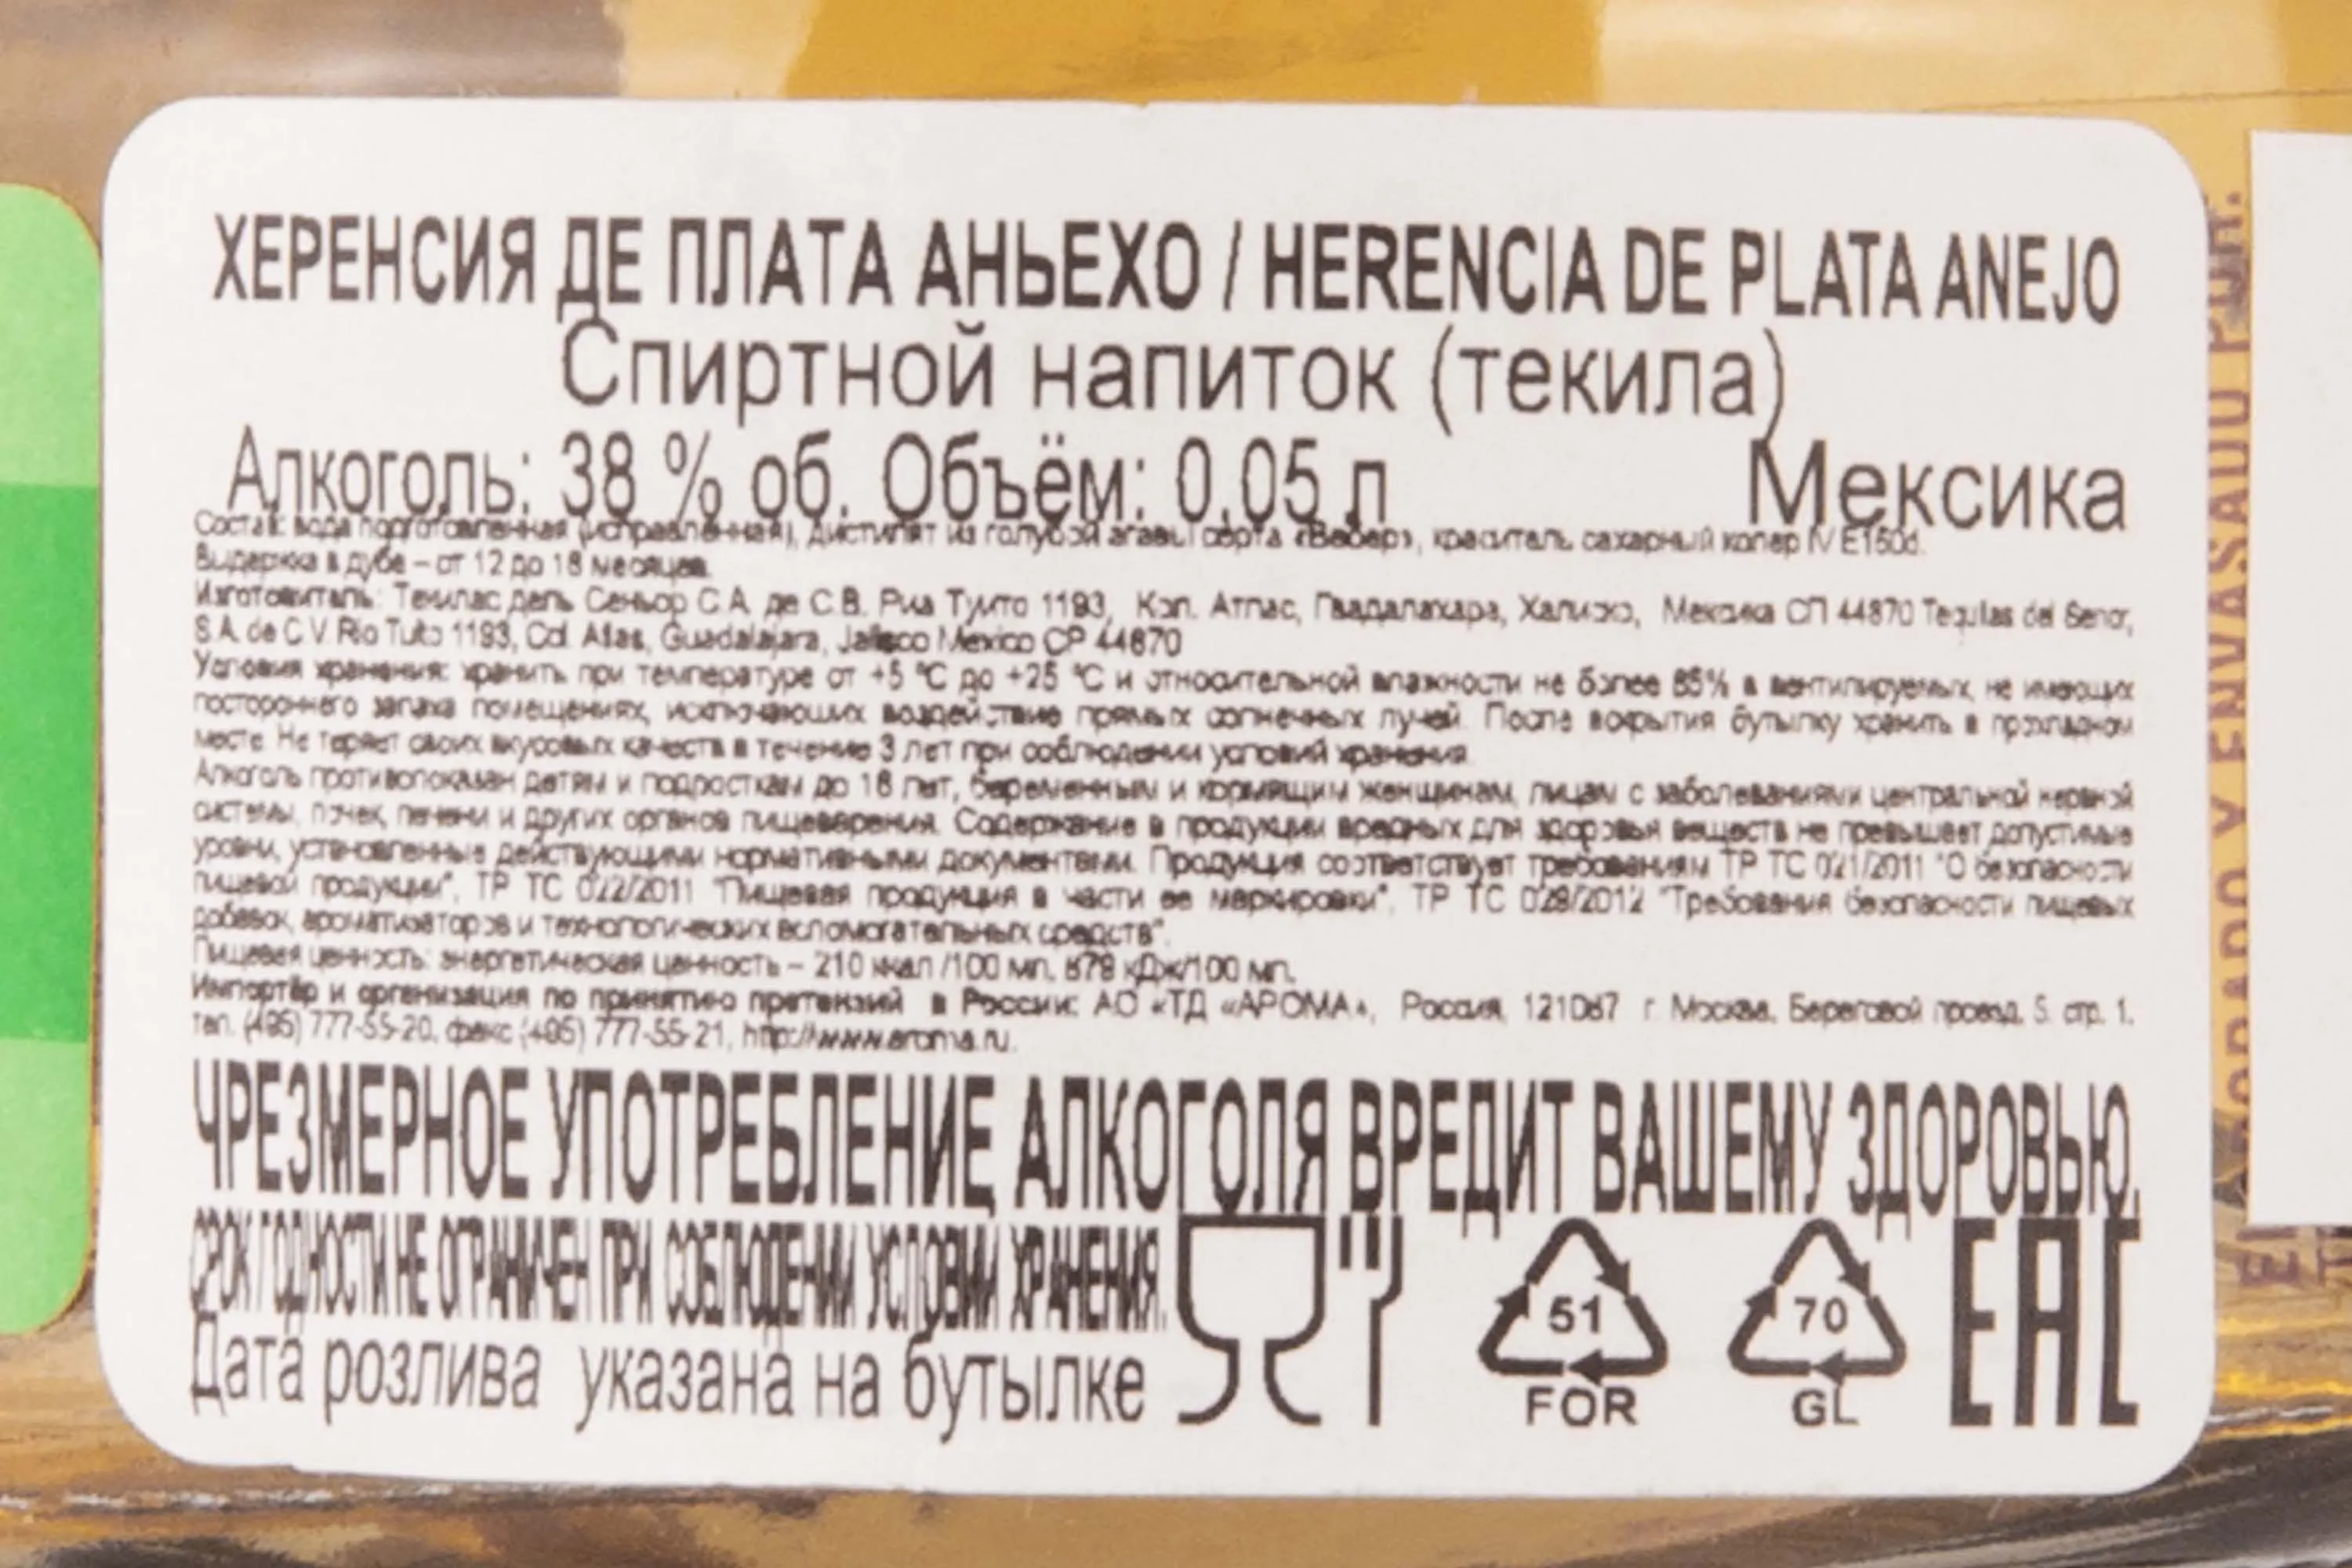 ХЕРЕНСИЯ ДЕ ПЛАТА АНЬЕХО / HERENCIA DE PLATA ANEJO
Спиртной напиток (текила)
Алкоголь: 38 % об. Объём: 0,05 л Мексика
Состав: вода подготовленная (исправленная), дистиллят из голубой агавы сорта «Вебер», краситель сахарный колер IV E150d.
Выдержка в дубе – от 12 до 18 месяцев.
Изготовитель: Текилас дель Сеньор С.А. де С.В. Риа Туито 1193, Кол. Атлас, Гвадалахара, Халиско, Мексика СП 44870 Tequilas del Senor,
S.A. de C.V. Rio Tuito 1193, Col. Atlas, Guadalajara, Jalisco Mexico CP 44870
Условия хранения: хранить при температуре от +5 °С до +25 °С и относительной влажности не более 85% в вентилируемых, не имеющих
постороннего запаха помещениях, исключающих воздействие прямых солнечных лучей. После вскрытия бутылку хранить в прохладном
месте. Не теряет своих вкусовых качеств в течение 3 лет при соблюдении условий хранения.
Алкоголь противопоказан детям и подросткам до 18 лет, беременным и кормящим женщинам, лицам с заболеваниями центральной нервной
системы, почек, печени и других органов пищеварения. Содержание в продукции вредных для здоровья веществ не превышает допустимые
уровни, установленные действующими нормативными документами. Продукция соответствует требованиям ТР ТС 021/2011 "О безопасности
пищевой продукции", ТР ТС 022/2011 "Пищевая продукция в части ее маркировки", ТР ТС 029/2012 "Требования безопасности пищевых
добавок, ароматизаторов и технологических вспомогательных средств".
Пищевая ценность: энергетическая ценность – 210 ккал /100 мл, 879 кДж/100 мл.
Импортёр и организация по принятию претензий в России: АО «ТД «АРОМА», Россия, 121087 г. Москва, Береговой проезд, 5, стр. 1,
тел. (495) 777-55-20, факс (495) 777-55-21, http://www.aroma.ru.
ЧРЕЗМЕРНОЕ УПОТРЕБЛЕНИЕ АЛКОГОЛЯ ВРЕДИТ ВАШЕМУ ЗДОРОВЬЮ.
СРОК ГОДНОСТИ НЕ ОГРАНИЧЕН ПРИ СОБЛЮДЕНИИ УСЛОВИИ ХРАНЕНИЯ.
Дата розлива указана на бутылке
51
FOR
70
GL
EAC
Y ENVASADO POR: